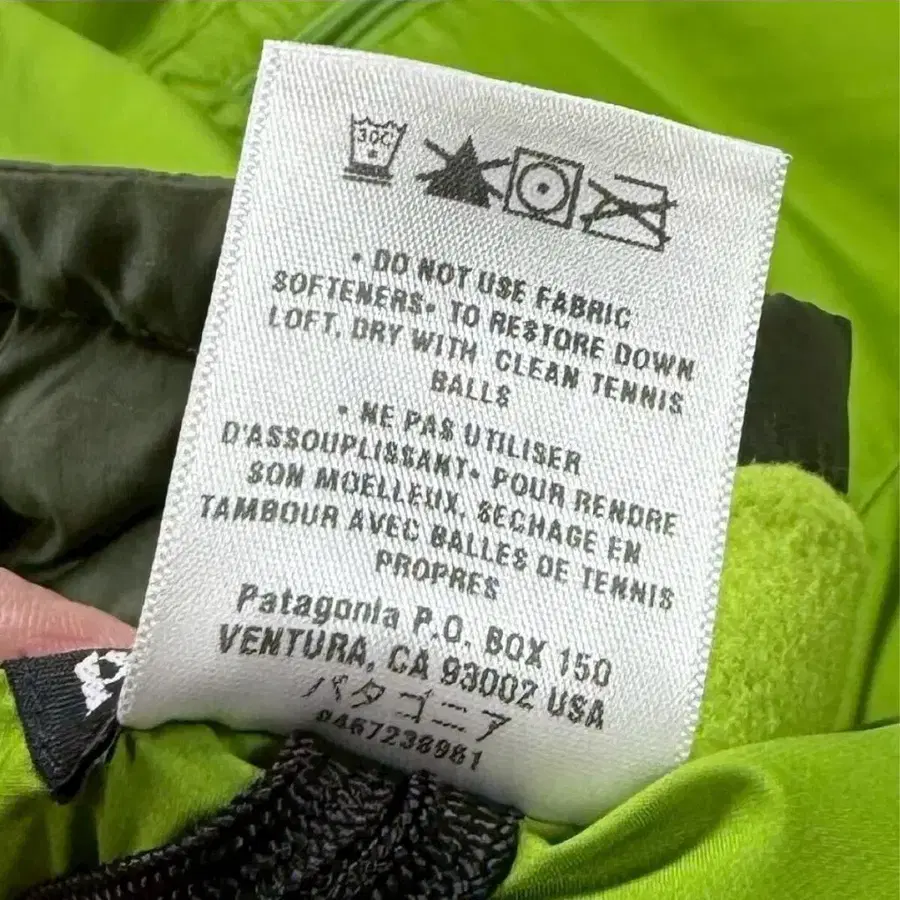 30C
• DO NOT USE FABRIC
SOFTENERS• TO RESTORE DOWN
LOFT, DRY WITH CLEAN TENNIS
BALLS
• NE PAS UTILISER
D'ASSOUPLISSANT• POUR RENDRE
SON MOELLEUX, SECHAGE EN
TAMBOUR AVEC BALLES DE TENNIS
PROPRES
Patagonia P.O. BOX 150
VENTURA, CA 93002 USA
パタゴニア
0467238981